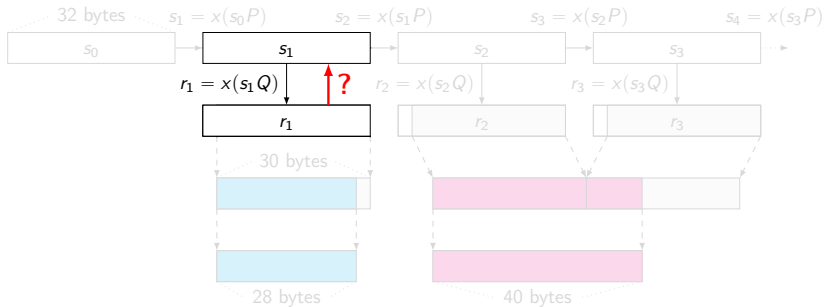 32 bytes s₁ = x(s₀P) s₂ = x(s₁P) s₃ = x(s₂P) s₄ = x(s₃P)
s₀ s₁ s₂ s₃
r₁ = x(s₁Q) ? r₂ = x(s₂Q) r₃ = x(s₃Q)
r₁ r₂ r₃
30 bytes
28 bytes 40 bytes